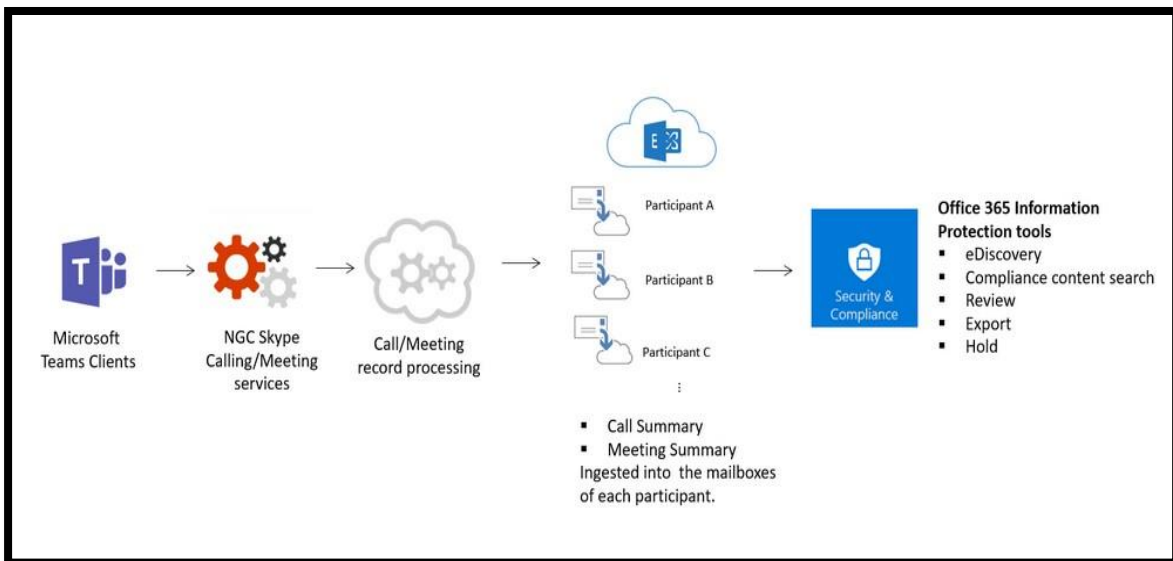 T
Microsoft
Teams Clients
NGC Skype
Calling/Meeting
services
Call/Meeting
record processing
E
Participant A
Participant B
Participant C
⋮
▪ Call Summary
▪ Meeting Summary
Ingested into the mailboxes
of each participant.
Security &
Compliance
Office 365 Information
Protection tools
▪ eDiscovery
▪ Compliance content search
▪ Review
▪ Export
▪ Hold